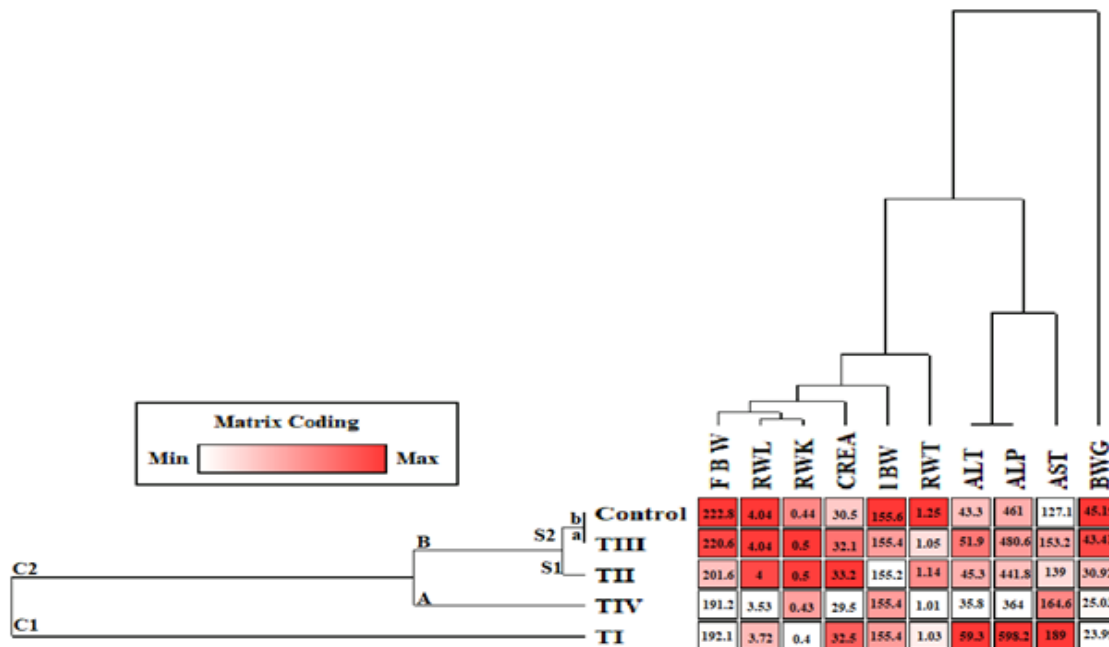 Matrix Coding
Min Max
F B W RWL RWK CREA IBW RWT ALT ALP AST BWG
b Control 222.8 4.04 0.44 30.5 155.6 1.25 43.3 461 127.1
S2 a TIII 220.6 4.04 0.5 32.1 155.4 1.05 51.9 480.6 153.2
B
S1 TII 201.6 4 0.5 33.2 155.2 1.14 45.3 441.8 139
C2
A TIV 191.2 3.53 0.43 29.5 155.4 1.01 35.8 364 164.6
C1 TI 192.1 3.72 0.4 32.5 155.4 1.03 59.3 598.2 189